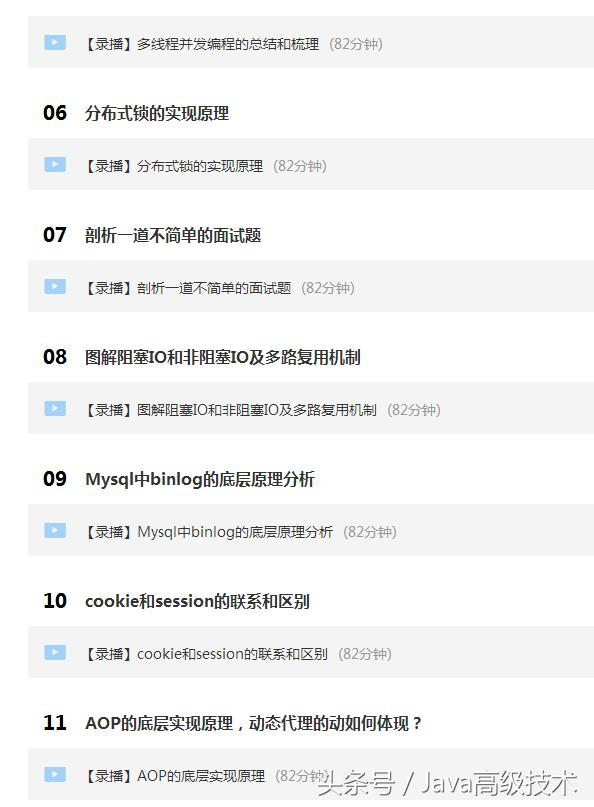 【录播】多线程并发编程的总结和梳理 (82分钟)
06 分布式锁的实现原理
【录播】分布式锁的实现原理 (82分钟)
07 剖析一道不简单的面试题
【录播】剖析一道不简单的面试题 (82分钟)
08 图解阻塞IO和非阻塞IO及多路复用机制
【录播】图解阻塞IO和非阻塞IO及多路复用机制 (82分钟)
09 Mysql中binlog的底层原理分析
【录播】Mysql中binlog的底层原理分析 (82分钟)
10 cookie和session的联系和区别
【录播】cookie和session的联系和区别 (82分钟)
11 AOP的底层实现原理，动态代理的动如何体现？
【录播】AOP的底层实现原理 (82分钟)
头条号 / Java高级技术